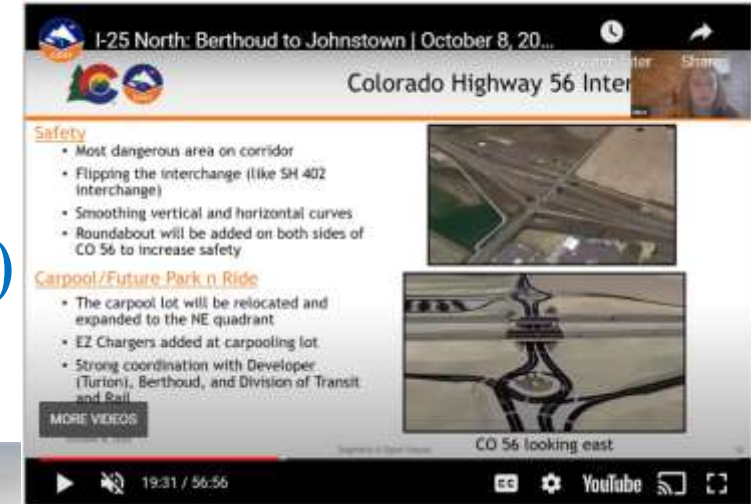 I-25 North: Berthoud to Johnstown | October 8, 20...
Share
Colorado Highway 56 Inter
Safety
• Most dangerous area on corridor
• Flipping the interchange (like SH 402
interchange)
• Smoothing vertical and horizontal curves
• Roundabout will be added on both sides of
CO 56 to increase safety
)
Carpool/Future Park n Ride
• The carpool lot will be relocated and
expanded to the NE quadrant
• EZ Chargers added at carpooling lot
• Strong coordination with Developer
(Turion), Berthoud, and Division of Transit
and Rail
MORE VIDEOS
CO 56 looking east
19:31 / 56:56
CC
YouTube